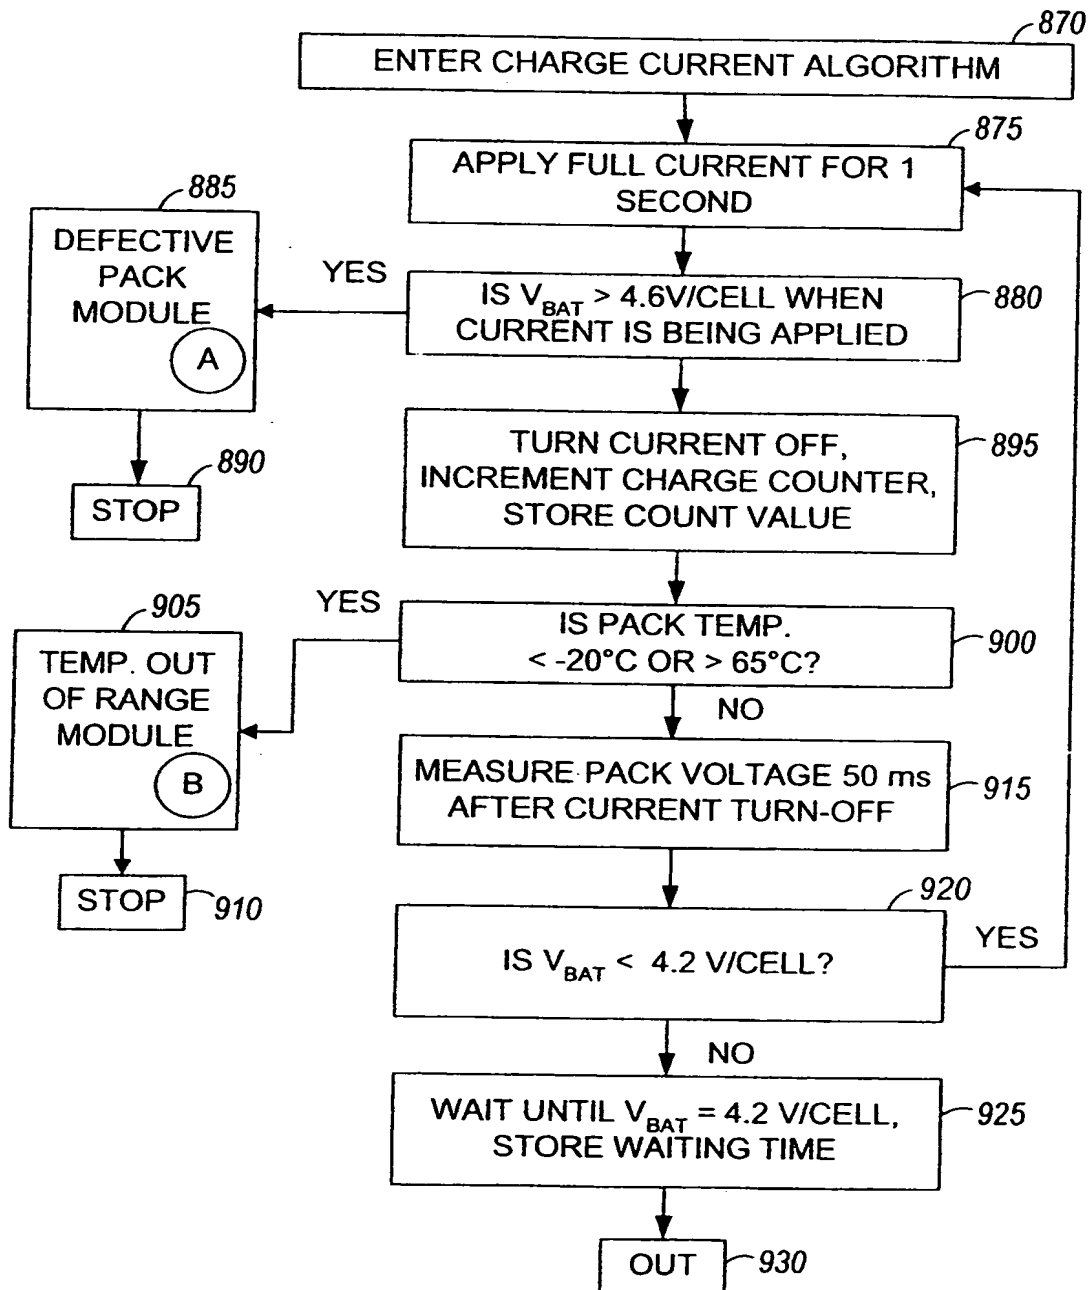 870
ENTER CHARGE CURRENT ALGORITHM
875
APPLY FULL CURRENT FOR 1
SECOND
885
DEFECTIVE
PACK
MODULE
A
YES
IS VBAT > 4.6V/CELL WHEN
CURRENT IS BEING APPLIED
880
890
STOP
TURN CURRENT OFF,
INCREMENT CHARGE COUNTER,
STORE COUNT VALUE
895
905
TEMP. OUT
OF RANGE
MODULE
B
YES
IS PACK TEMP.
< -20°C OR > 65°C?
900
NO
MEASURE PACK VOLTAGE 50 ms
AFTER CURRENT TURN-OFF
915
STOP
910
920
IS VBAT < 4.2 V/CELL?
YES
NO
WAIT UNTIL VBAT = 4.2 V/CELL,
STORE WAITING TIME
925
OUT
930